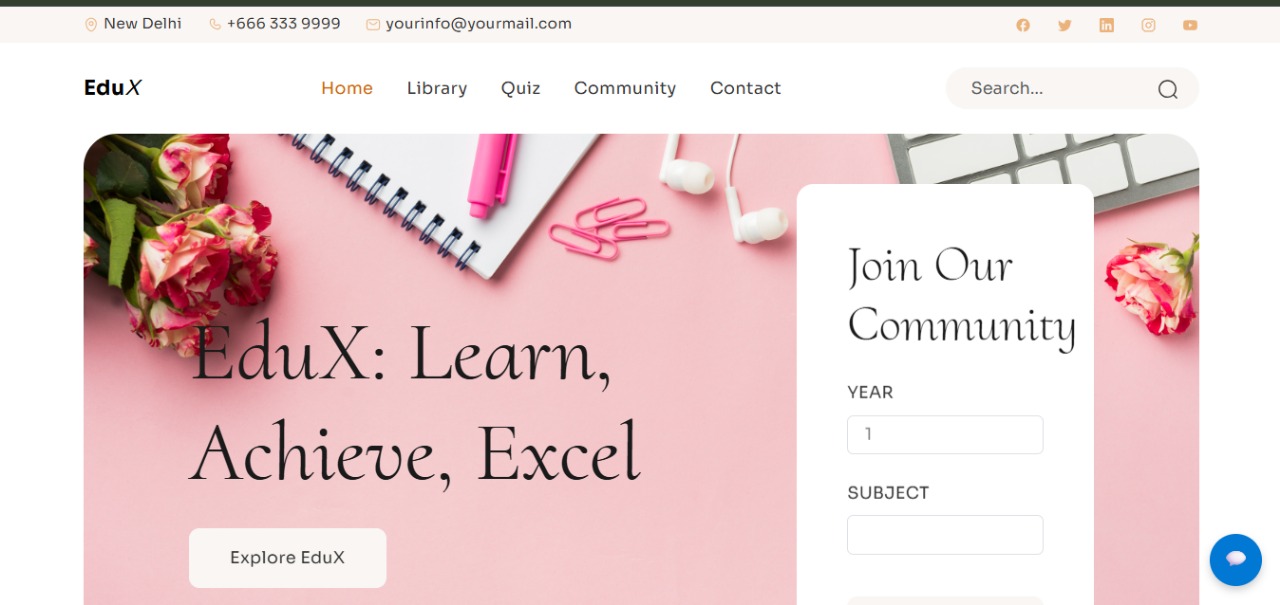 New Delhi +666 333 9999 yourinfo@yourmail.com
EduX Home Library Quiz Community Contact Search...
Join Our
Community
EduX: Learn,
Achieve, Excel
YEAR
1
SUBJECT
Explore EduX